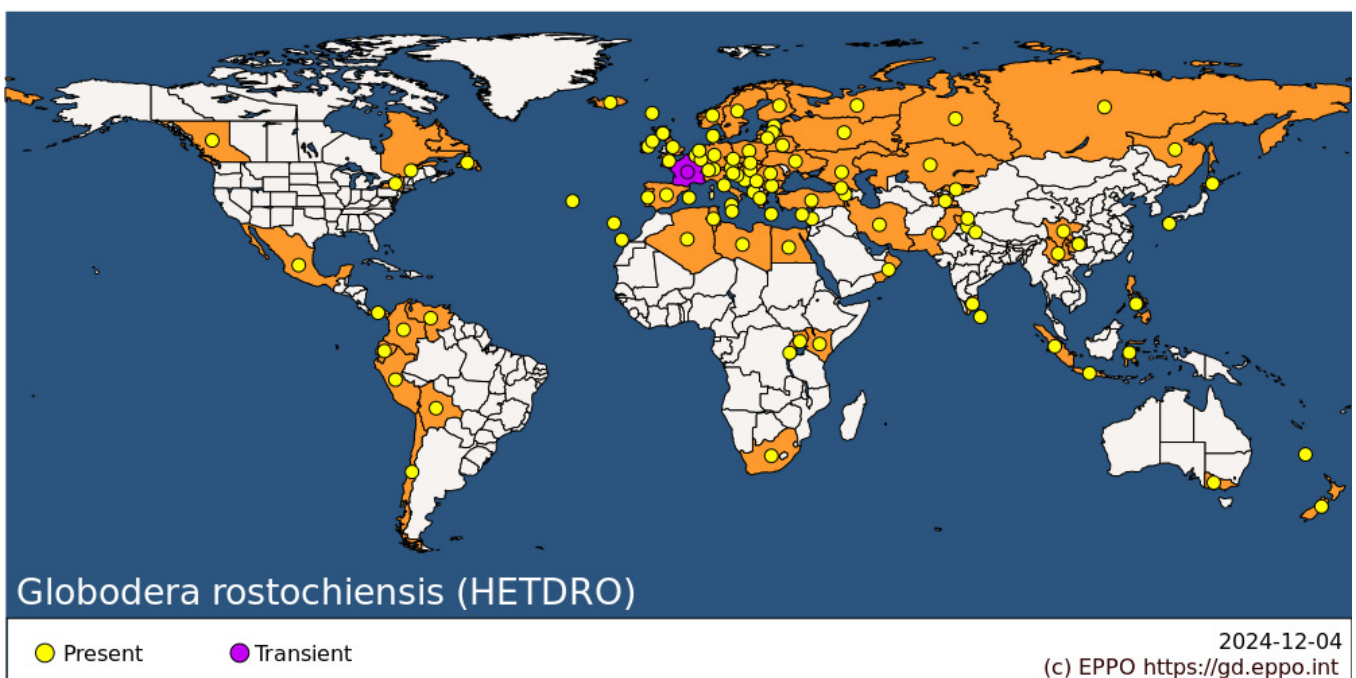 Globodera rostochiensis (HETDRO)
Present
Transient
2024-12-04
(c) EPPO https://gd.eppo.int